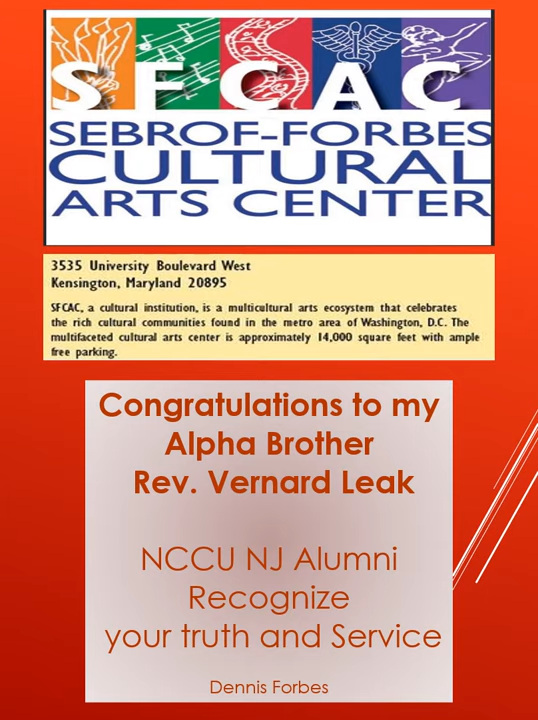 SFCAC
SEBROF-FORBES
CULTURAL
ARTS CENTER
3535 University Boulevard West
Kensington, Maryland 20895
SFCAC, a cultural institution, is a multicultural arts ecosystem that celebrates
the rich cultural communities found in the metro area of Washington, D.C. The
multifaceted cultural arts center is approximately 14,000 square feet with ample
free parking.
Congratulations to my
Alpha Brother
Rev. Vernard Leak
NCCU NJ Alumni
Recognize
your truth and Service
Dennis Forbes